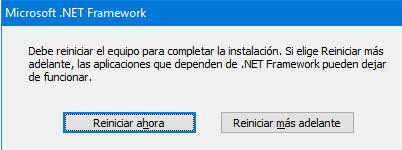 Microsoft .NET Framework
Debe reiniciar el equipo para completar la instalación. Si elige Reiniciar más
adelante, las aplicaciones que dependen de .NET Framework pueden dejar
de funcionar.
Reiniciar ahora
Reiniciar más adelante